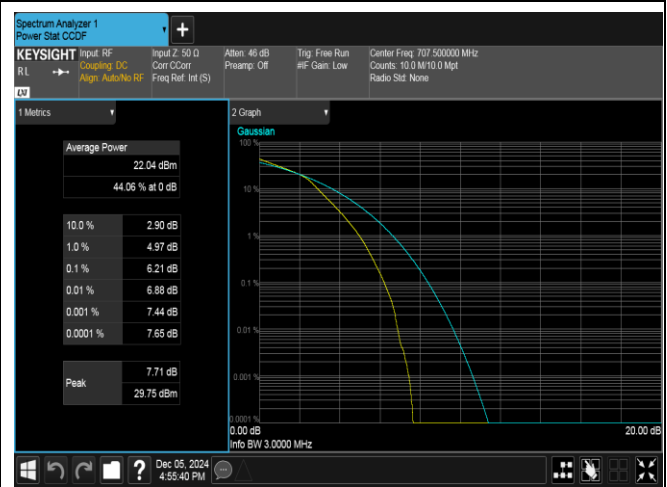 Spectrum Analyzer 1
Power Stat CCDF
+
KEYSIGHT
RL
LXI
Input: RF
Coupling: DC
Align: Auto/No RF
Input Z: 50 Ω
Corr CCorr
Freq Ref: Int (S)
Atten: 46 dB
Preamp: Off
Trig: Free Run
#IF Gain: Low
Center Freq: 707.500000 MHz
Counts: 10.0 M/10.0 Mpt
Radio Std: None
1 Metrics
Average Power
22.04 dBm
44.06 % at 0 dB
10.0 % 2.90 dB
1.0 % 4.97 dB
0.1 % 6.21 dB
0.01 % 6.88 dB
0.001 % 7.44 dB
0.0001 % 7.65 dB
Peak
7.71 dB
29.75 dBm
2 Graph
Gaussian
100 %
10 %
1 %
0.1 %
0.01 %
0.001 %
0.0001 %
0.00 dB 20.00 dB
Info BW 3.0000 MHz
?
Dec 05, 2024
4:55:40 PM